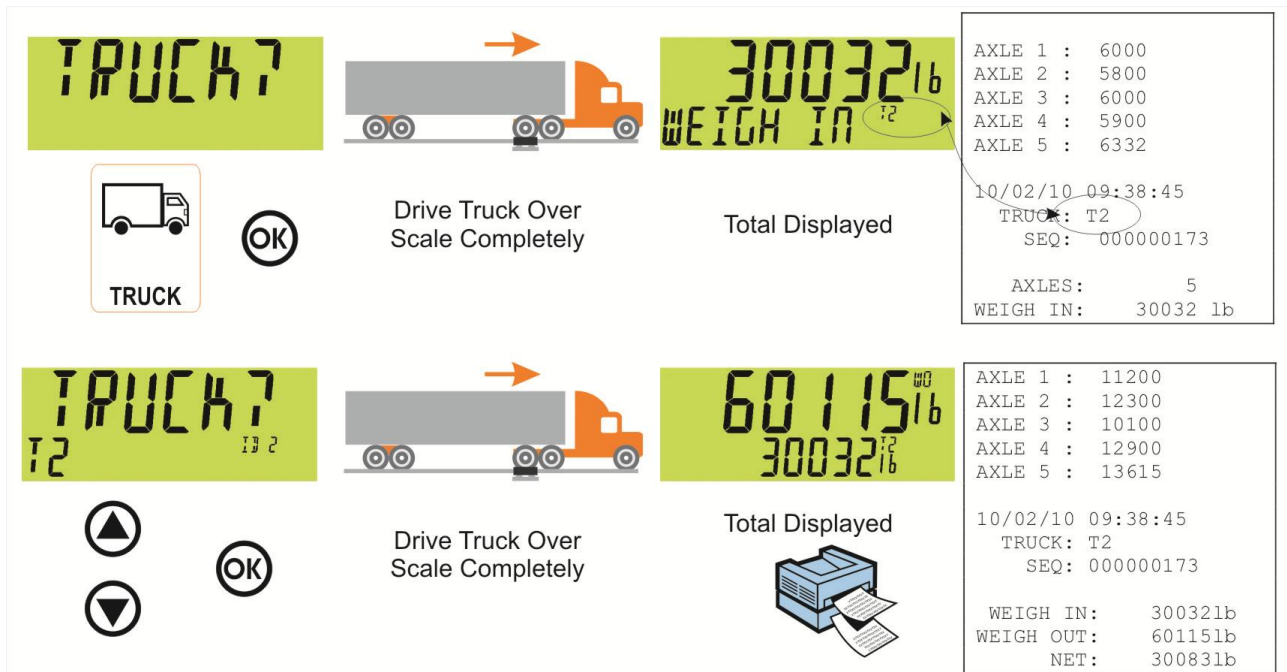 TRUCK?
TRUCK
OK
Drive Truck Over
Scale Completely
30032lb
WEIGH IN T2
Total Displayed
AXLE 1 : 6000
AXLE 2 : 5800
AXLE 3 : 6000
AXLE 4 : 5900
AXLE 5 : 6332
10/02/10 09:38:45
TRUCK: T2
SEQ: 000000173
AXLES: 5
WEIGH IN: 30032 lb
TRUCK?
T2 ID 2
OK
Drive Truck Over
Scale Completely
60115lb WO
30032lb T2
Total Displayed
AXLE 1 : 11200
AXLE 2 : 12300
AXLE 3 : 10100
AXLE 4 : 12900
AXLE 5 : 13615
10/02/10 09:38:45
TRUCK: T2
SEQ: 000000173
WEIGH IN: 30032lb
WEIGH OUT: 60115lb
NET: 30083lb